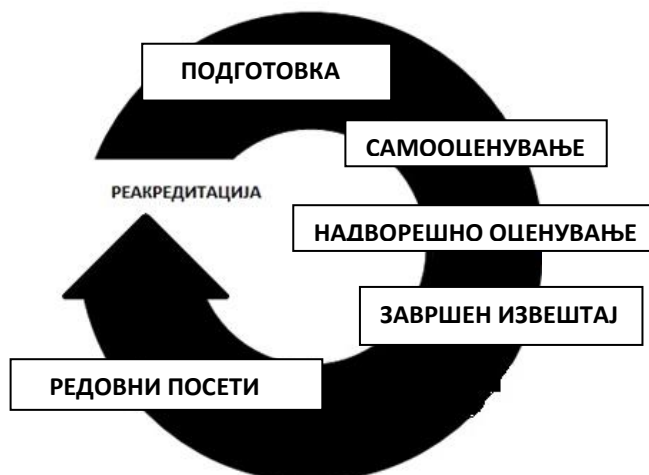 ПОДГОТОВКА
САМООЦЕНУВАЊЕ
РЕАКРЕДИТАЦИЈА
НАДВОРЕШНО ОЦЕНУВАЊЕ
ЗАВРШЕН ИЗВЕШТАЈ
РЕДОВНИ ПОСЕТИ